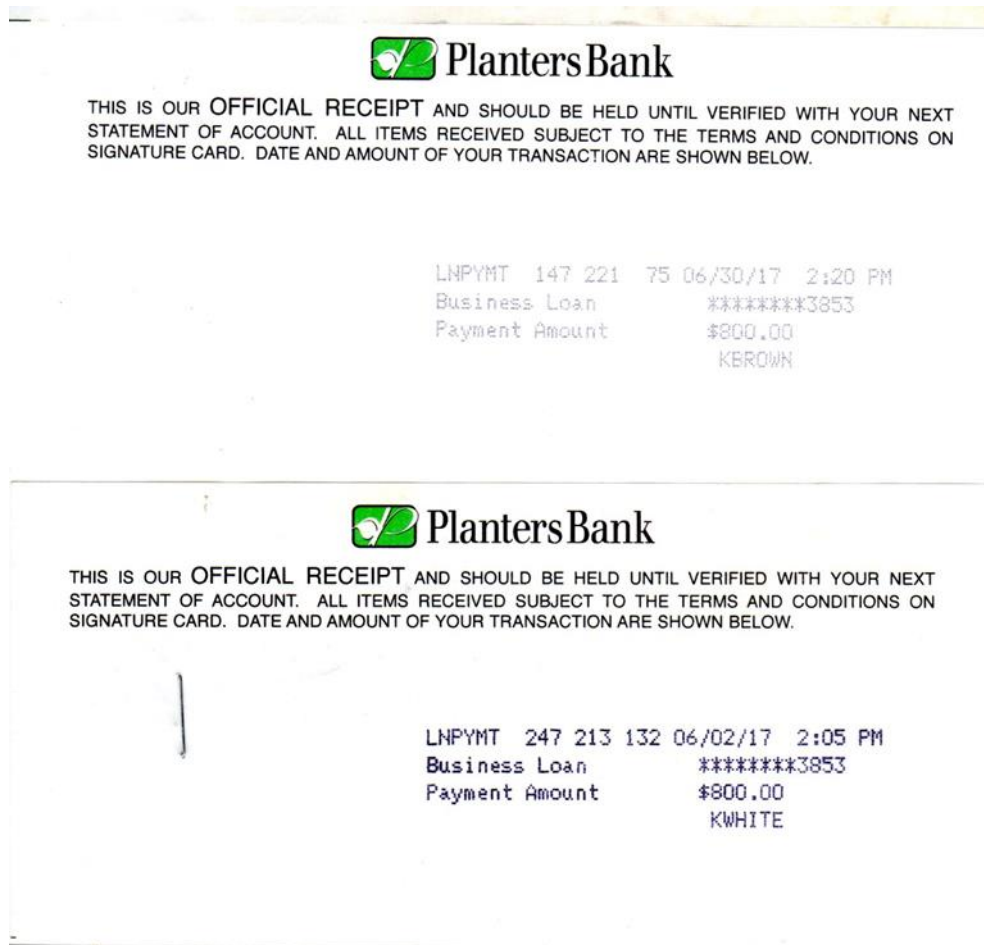 Planters Bank
THIS IS OUR OFFICIAL RECEIPT AND SHOULD BE HELD UNTIL VERIFIED WITH YOUR NEXT
STATEMENT OF ACCOUNT. ALL ITEMS RECEIVED SUBJECT TO THE TERMS AND CONDITIONS ON
SIGNATURE CARD. DATE AND AMOUNT OF YOUR TRANSACTION ARE SHOWN BELOW.
LNPYMT 147 221 75 06/30/17 2:20 PM
Business Loan ********3853
Payment Amount $800.00
KBROWN
Planters Bank
THIS IS OUR OFFICIAL RECEIPT AND SHOULD BE HELD UNTIL VERIFIED WITH YOUR NEXT
STATEMENT OF ACCOUNT. ALL ITEMS RECEIVED SUBJECT TO THE TERMS AND CONDITIONS ON
SIGNATURE CARD. DATE AND AMOUNT OF YOUR TRANSACTION ARE SHOWN BELOW.
LNPYMT 247 213 132 06/02/17 2:05 PM
Business Loan ********3853
Payment Amount $800.00
KWHITE